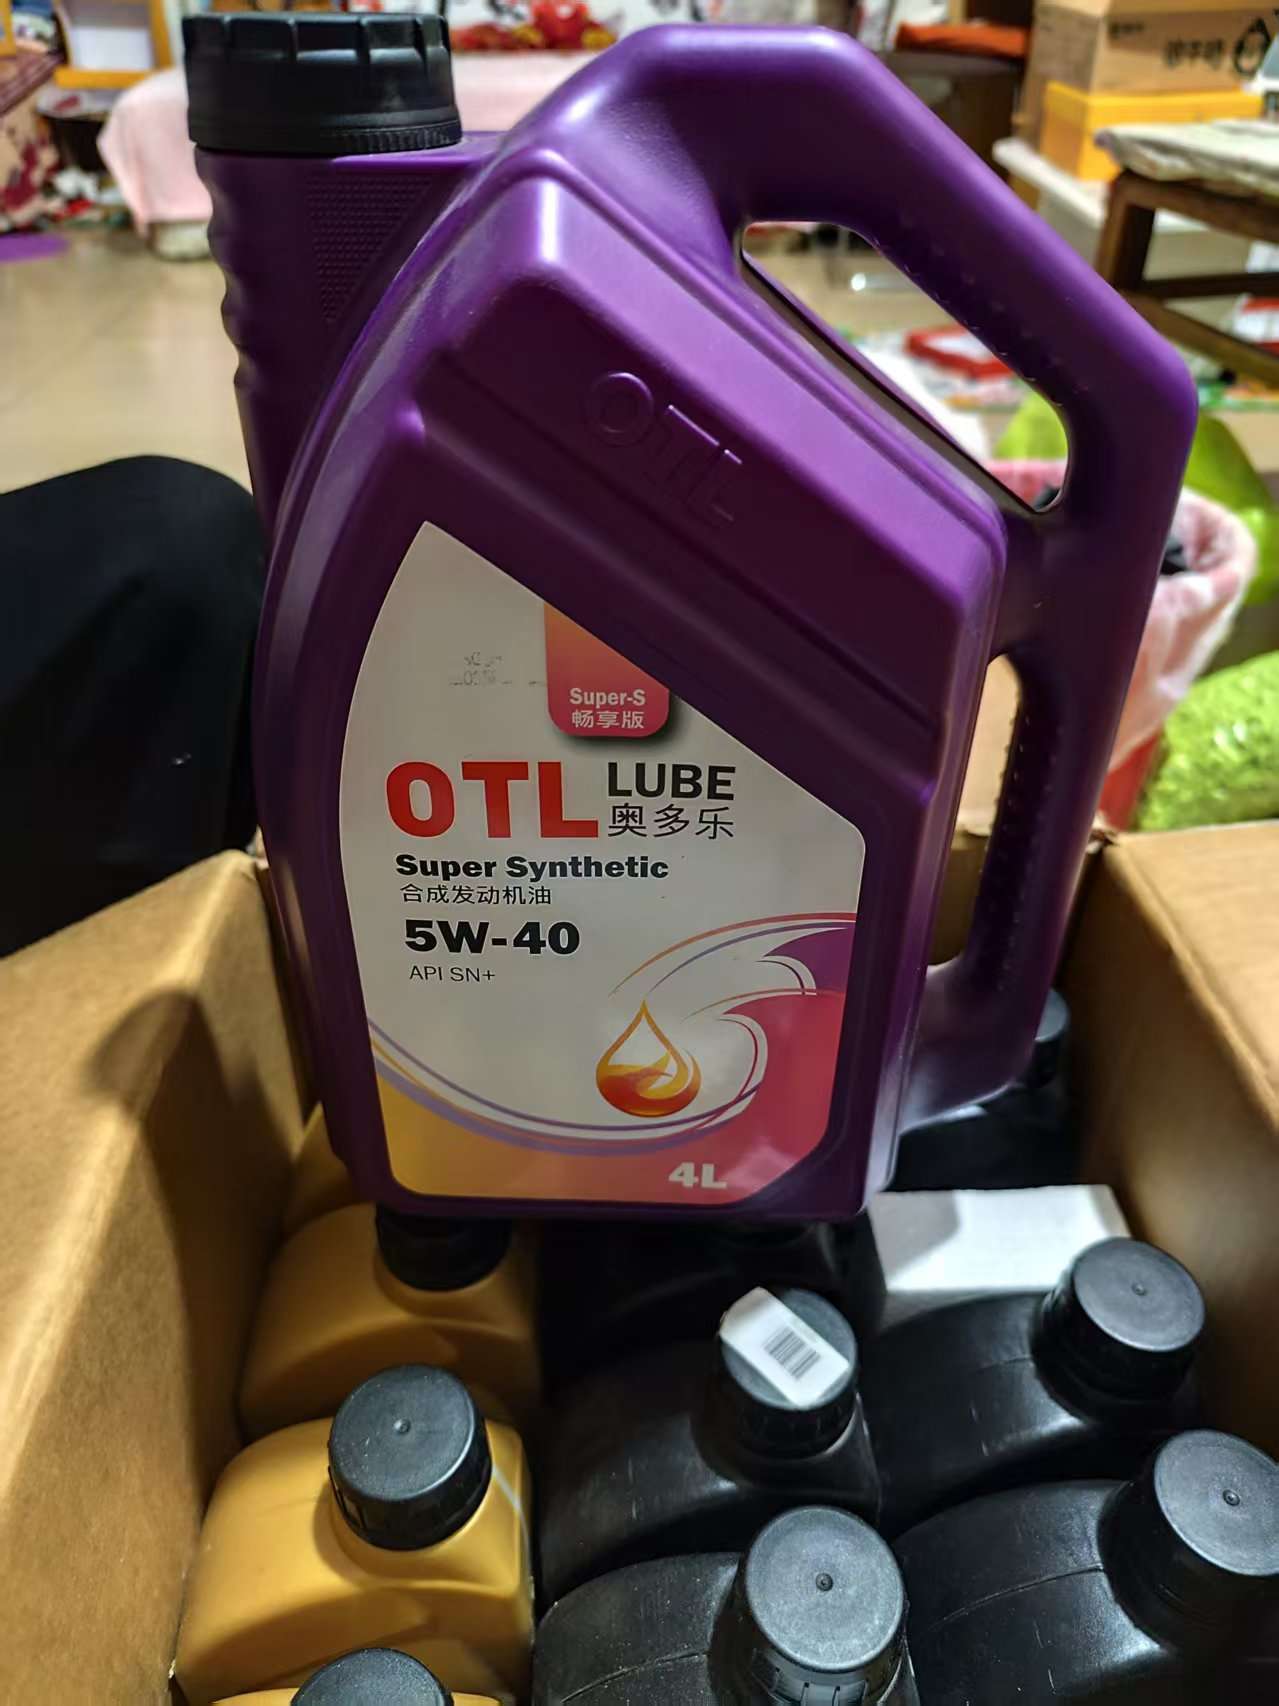 OTL
Super-S
畅享版
OTL LUBE
奥多乐
Super Synthetic
合成发动机油
5W-40
API SN+
4L